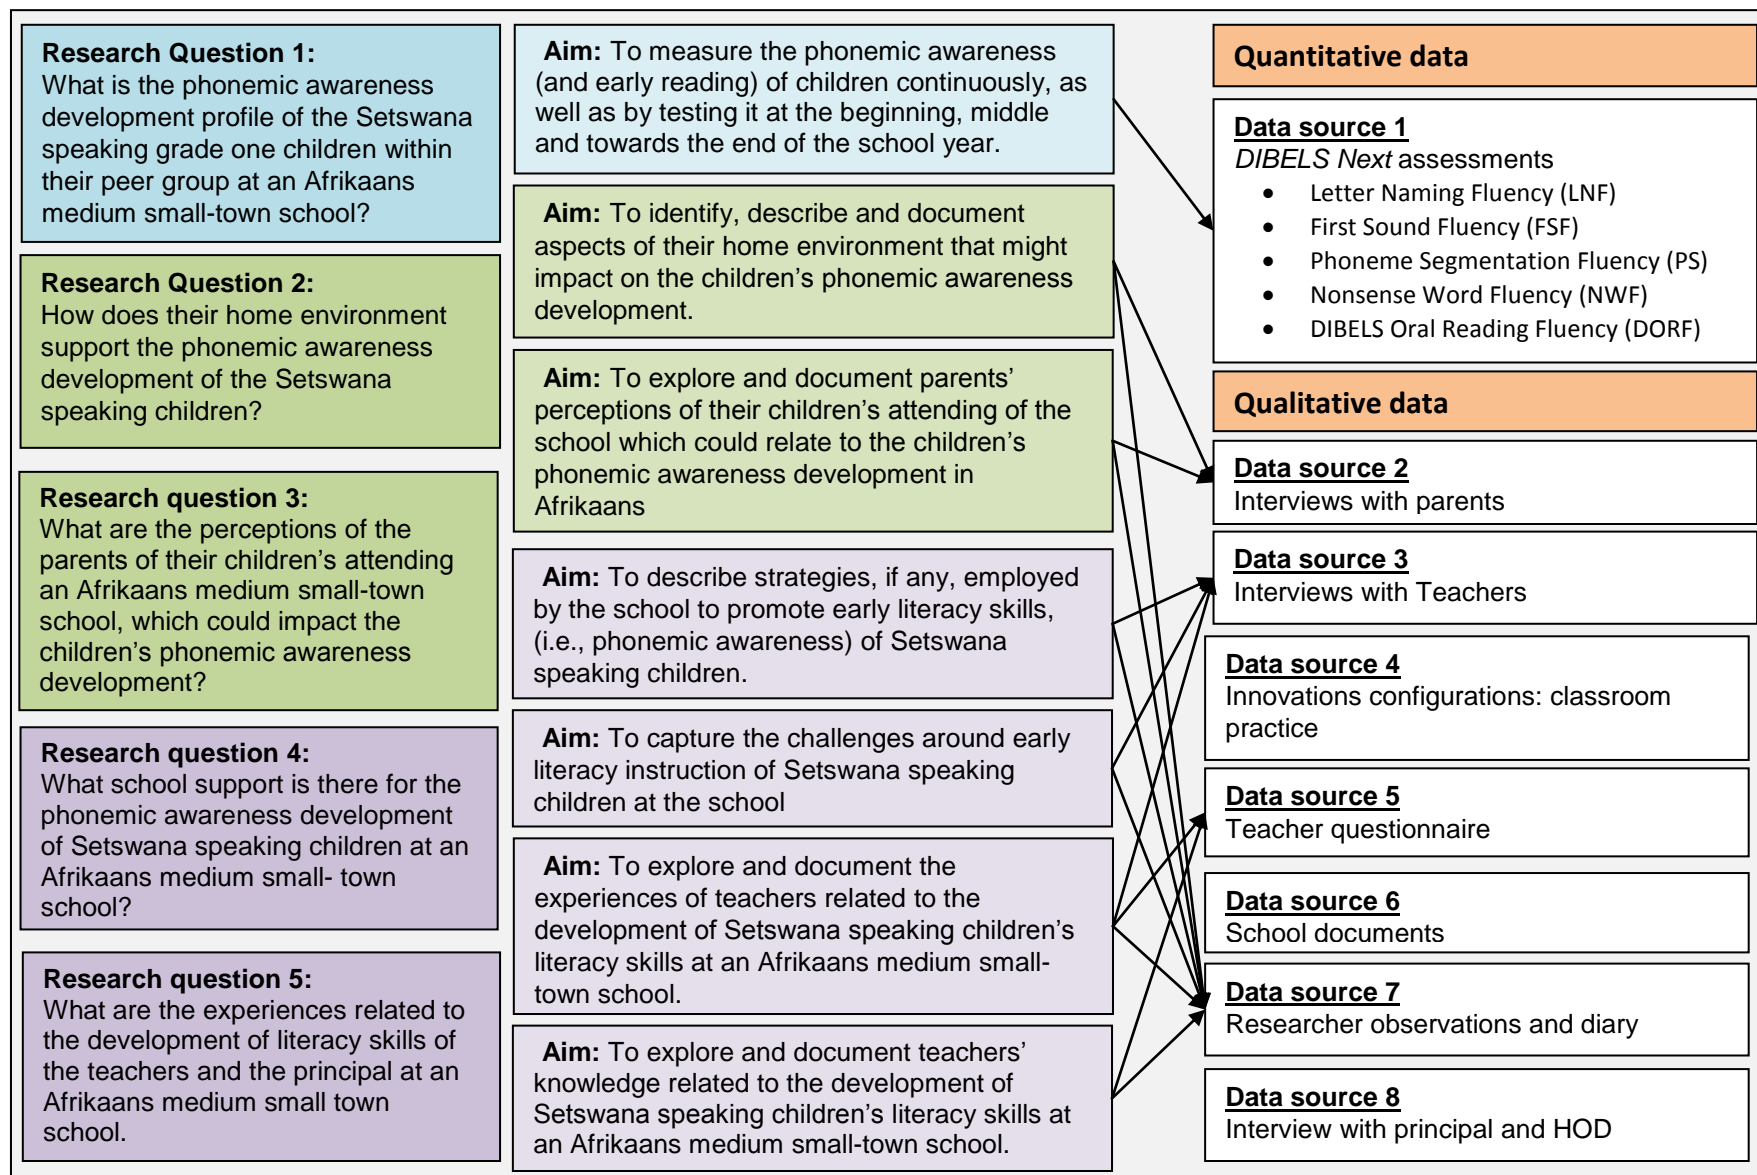 Research Question 1:
What is the phonemic awareness
development profile of the Setswana
speaking grade one children within
their peer group at an Afrikaans
medium small-town school?
Research Question 2:
How does their home environment
support the phonemic awareness
development of the Setswana
speaking children?
Research question 3:
What are the perceptions of the
parents of their children’s attending
an Afrikaans medium small-town
school, which could impact the
children’s phonemic awareness
development?
Research question 4:
What school support is there for the
phonemic awareness development
of Setswana speaking children at an
Afrikaans medium small- town
school?
Research question 5:
What are the experiences related to
the development of literacy skills of
the teachers and the principal at an
Afrikaans medium small town
school.
Aim: To measure the phonemic awareness
(and early reading) of children continuously, as
well as by testing it at the beginning, middle
and towards the end of the school year.
Aim: To identify, describe and document
aspects of their home environment that might
impact on the children’s phonemic awareness
development.
Aim: To explore and document parents’
perceptions of their children’s attending of the
school which could relate to the children’s
phonemic awareness development in
Afrikaans
Aim: To describe strategies, if any, employed
by the school to promote early literacy skills,
(i.e., phonemic awareness) of Setswana
speaking children.
Aim: To capture the challenges around early
literacy instruction of Setswana speaking
children at the school
Aim: To explore and document the
experiences of teachers related to the
development of Setswana speaking children’s
literacy skills at an Afrikaans medium small-
town school.
Aim: To explore and document teachers’
knowledge related to the development of
Setswana speaking children’s literacy skills at
an Afrikaans medium small-town school.
Quantitative data
Data source 1
DIBELS Next assessments
• Letter Naming Fluency (LNF)
• First Sound Fluency (FSF)
• Phoneme Segmentation Fluency (PS)
• Nonsense Word Fluency (NWF)
• DIBELS Oral Reading Fluency (DORF)
Qualitative data
Data source 2
Interviews with parents
Data source 3
Interviews with Teachers
Data source 4
Innovations configurations: classroom
practice
Data source 5
Teacher questionnaire
Data source 6
School documents
Data source 7
Researcher observations and diary
Data source 8
Interview with principal and HOD